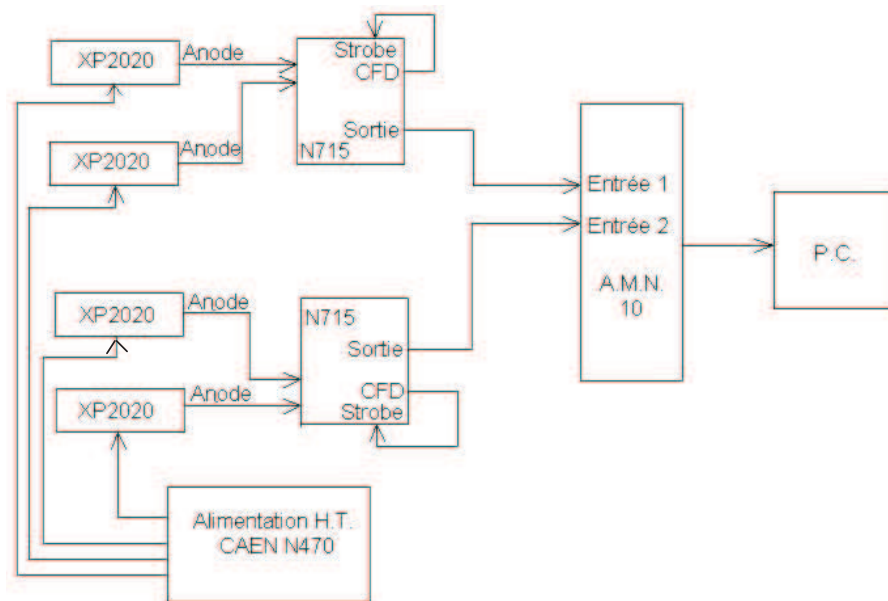 XP2020
Anode
Strobe
CFD
Sortie
N715
XP2020
Anode
Entrée 1
Entrée 2
A.M.N.
10
P.C.
XP2020
Anode
N715
Sortie
CFD
Strobe
XP2020
Anode
Alimentation H.T.
CAEN N470